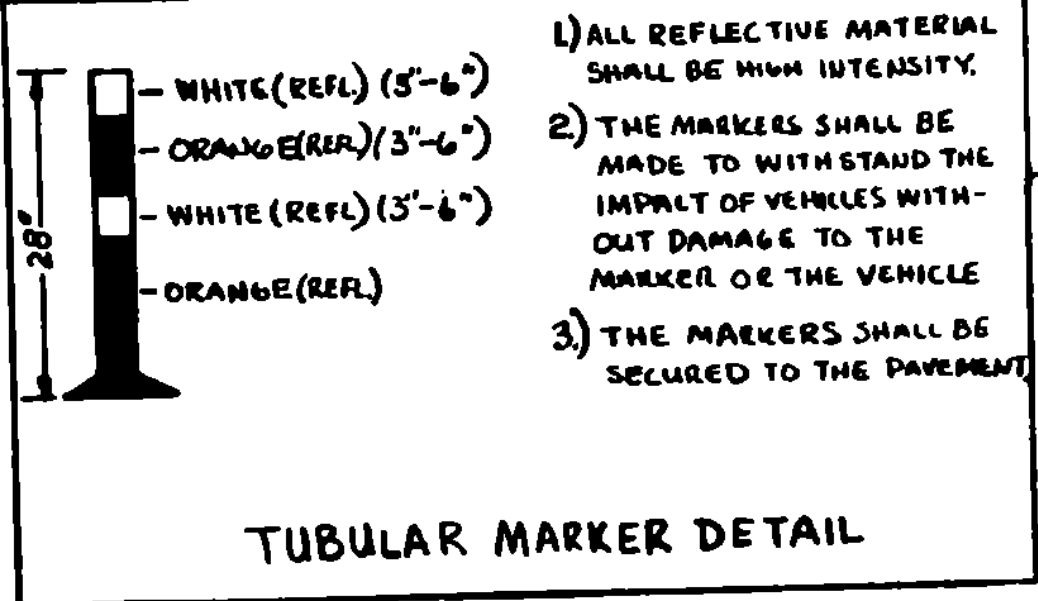 WHITE (REFL.) (3"-6")
ORANGE (REFL) (3"-6")
WHITE (REFL) (3"-6")
ORANGE (REFL.)
28"
1.) ALL REFLECTIVE MATERIAL
SHALL BE HIGH INTENSITY.
2.) THE MARKERS SHALL BE
MADE TO WITHSTAND THE
IMPACT OF VEHICLES WITH-
OUT DAMAGE TO THE
MARKER OR THE VEHICLE
3.) THE MARKERS SHALL BE
SECURED TO THE PAVEMENT.
TUBULAR MARKER DETAIL